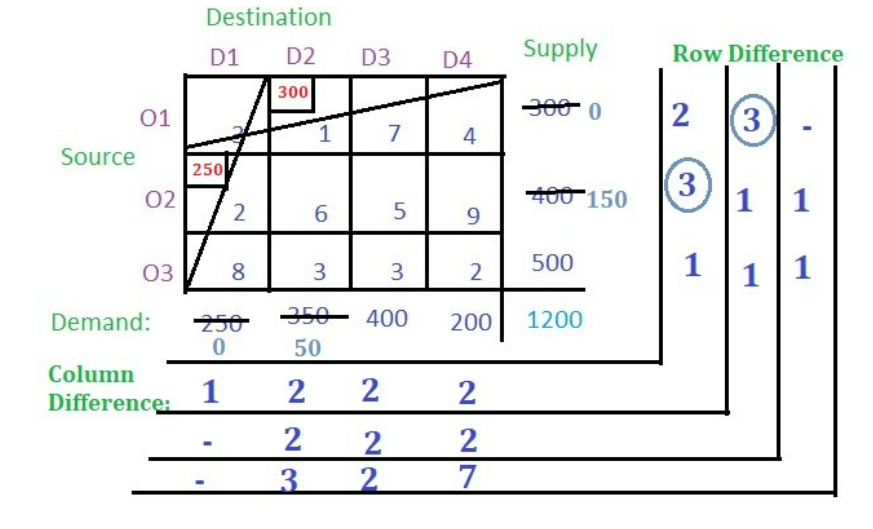 Destination
D1 D2 D3 D4 Supply Row Difference
300
O1 3 1 7 4 300 0 2 3 -
Source
250
O2 2 6 5 9 400 150 3 1 1
O3 8 3 3 2 500 1 1 1
Demand: 250 350 400 200 1200
0 50
Column
Difference: 1 2 2 2
- 2 2 2
- 3 2 7